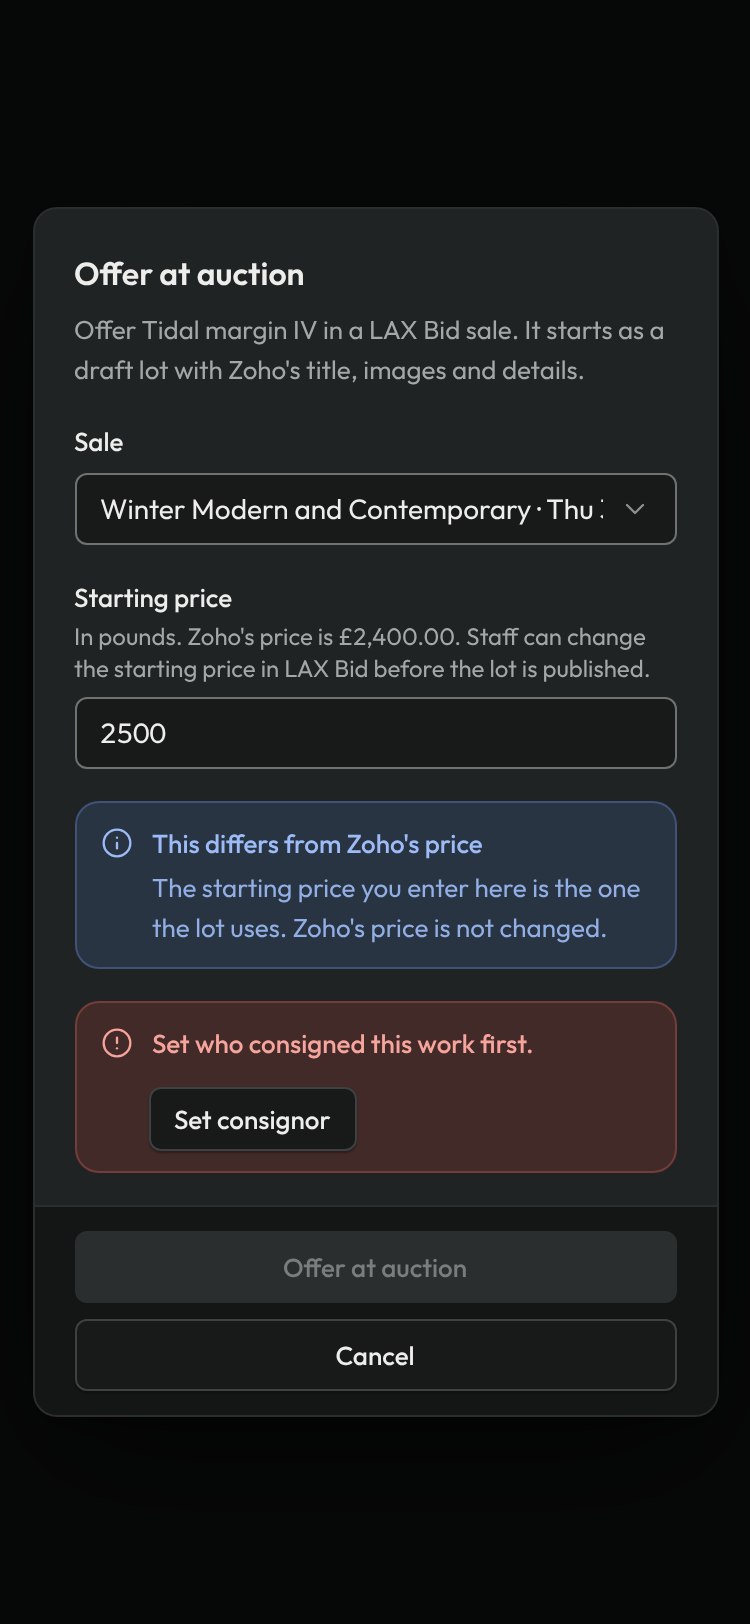 Offer at auction
Offer Tidal margin IV in a LAX Bid sale. It starts as a
draft lot with Zoho's title, images and details.
Sale
Winter Modern and Contemporary · Thu
Starting price
In pounds. Zoho's price is £2,400.00. Staff can change
the starting price in LAX Bid before the lot is published.
2500
This differs from Zoho's price
The starting price you enter here is the one
the lot uses. Zoho's price is not changed.
Set who consigned this work first.
Set consignor
Offer at auction
Cancel